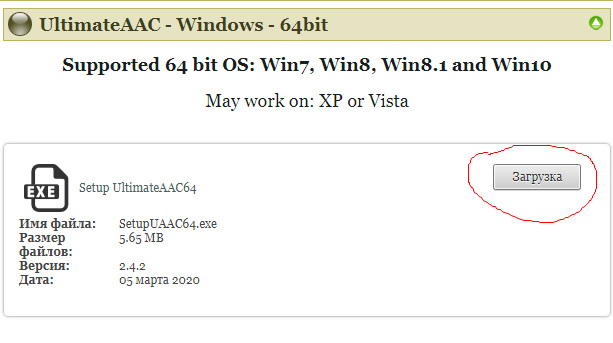 UltimateAAC - Windows - 64bit
Supported 64 bit OS: Win7, Win8, Win8.1 and Win10
May work on: XP or Vista
EXE
Setup UltimateAAC64
Загрузка
Имя файла: SetupUAAC64.exe
Размер 5.65 MB
файлов:
Версия: 2.4.2
Дата: 05 марта 2020